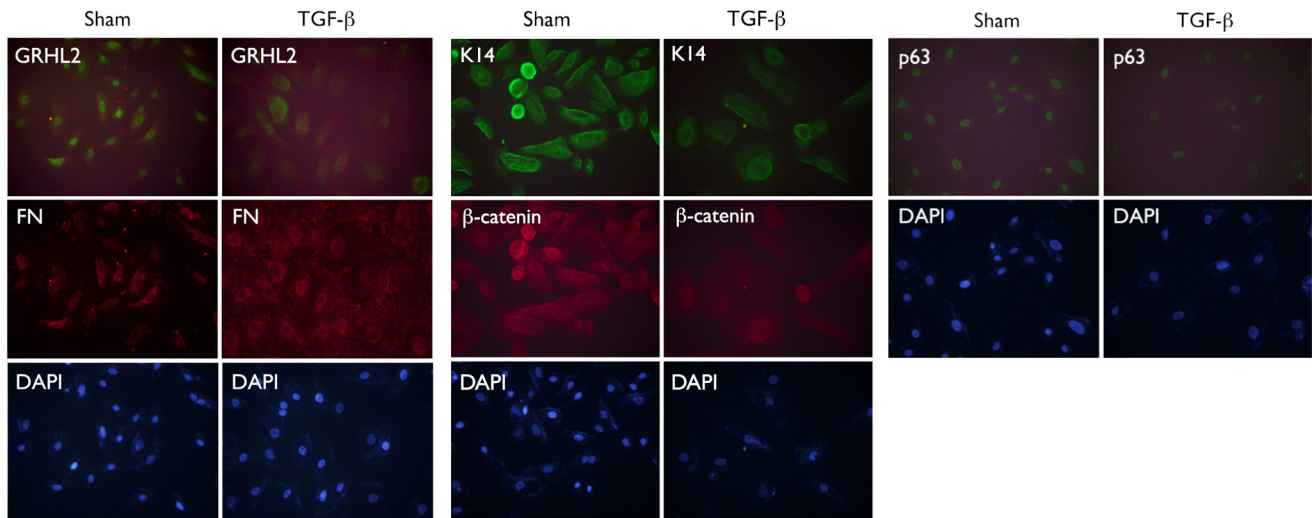 Sham TGF-β Sham TGF-β Sham TGF-β
GRHL2 GRHL2 K14 K14 p63 p63
FN FN β-catenin β-catenin DAPI DAPI
DAPI DAPI DAPI DAPI